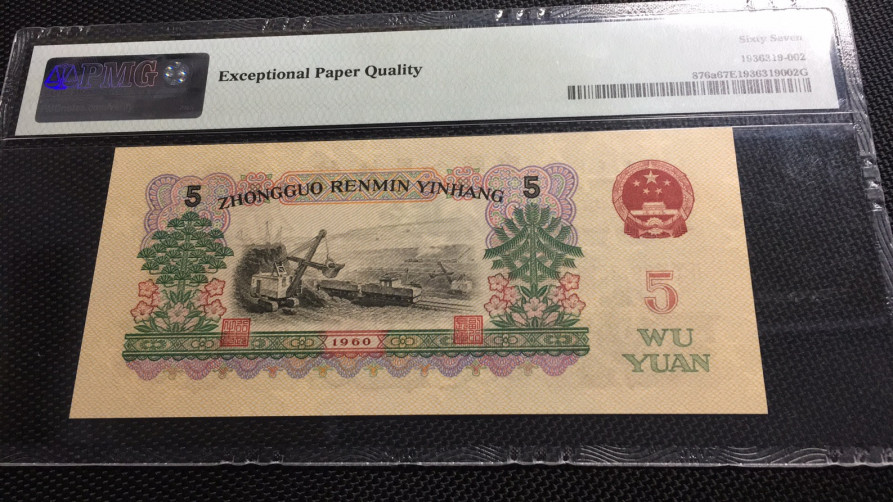 Sixty Seven
PMG
Exceptional Paper Quality
1936319-002
876a67E1936319002G
5 ZHONGGUO RENMIN YINHANG 5
5
1960
WU
YUAN